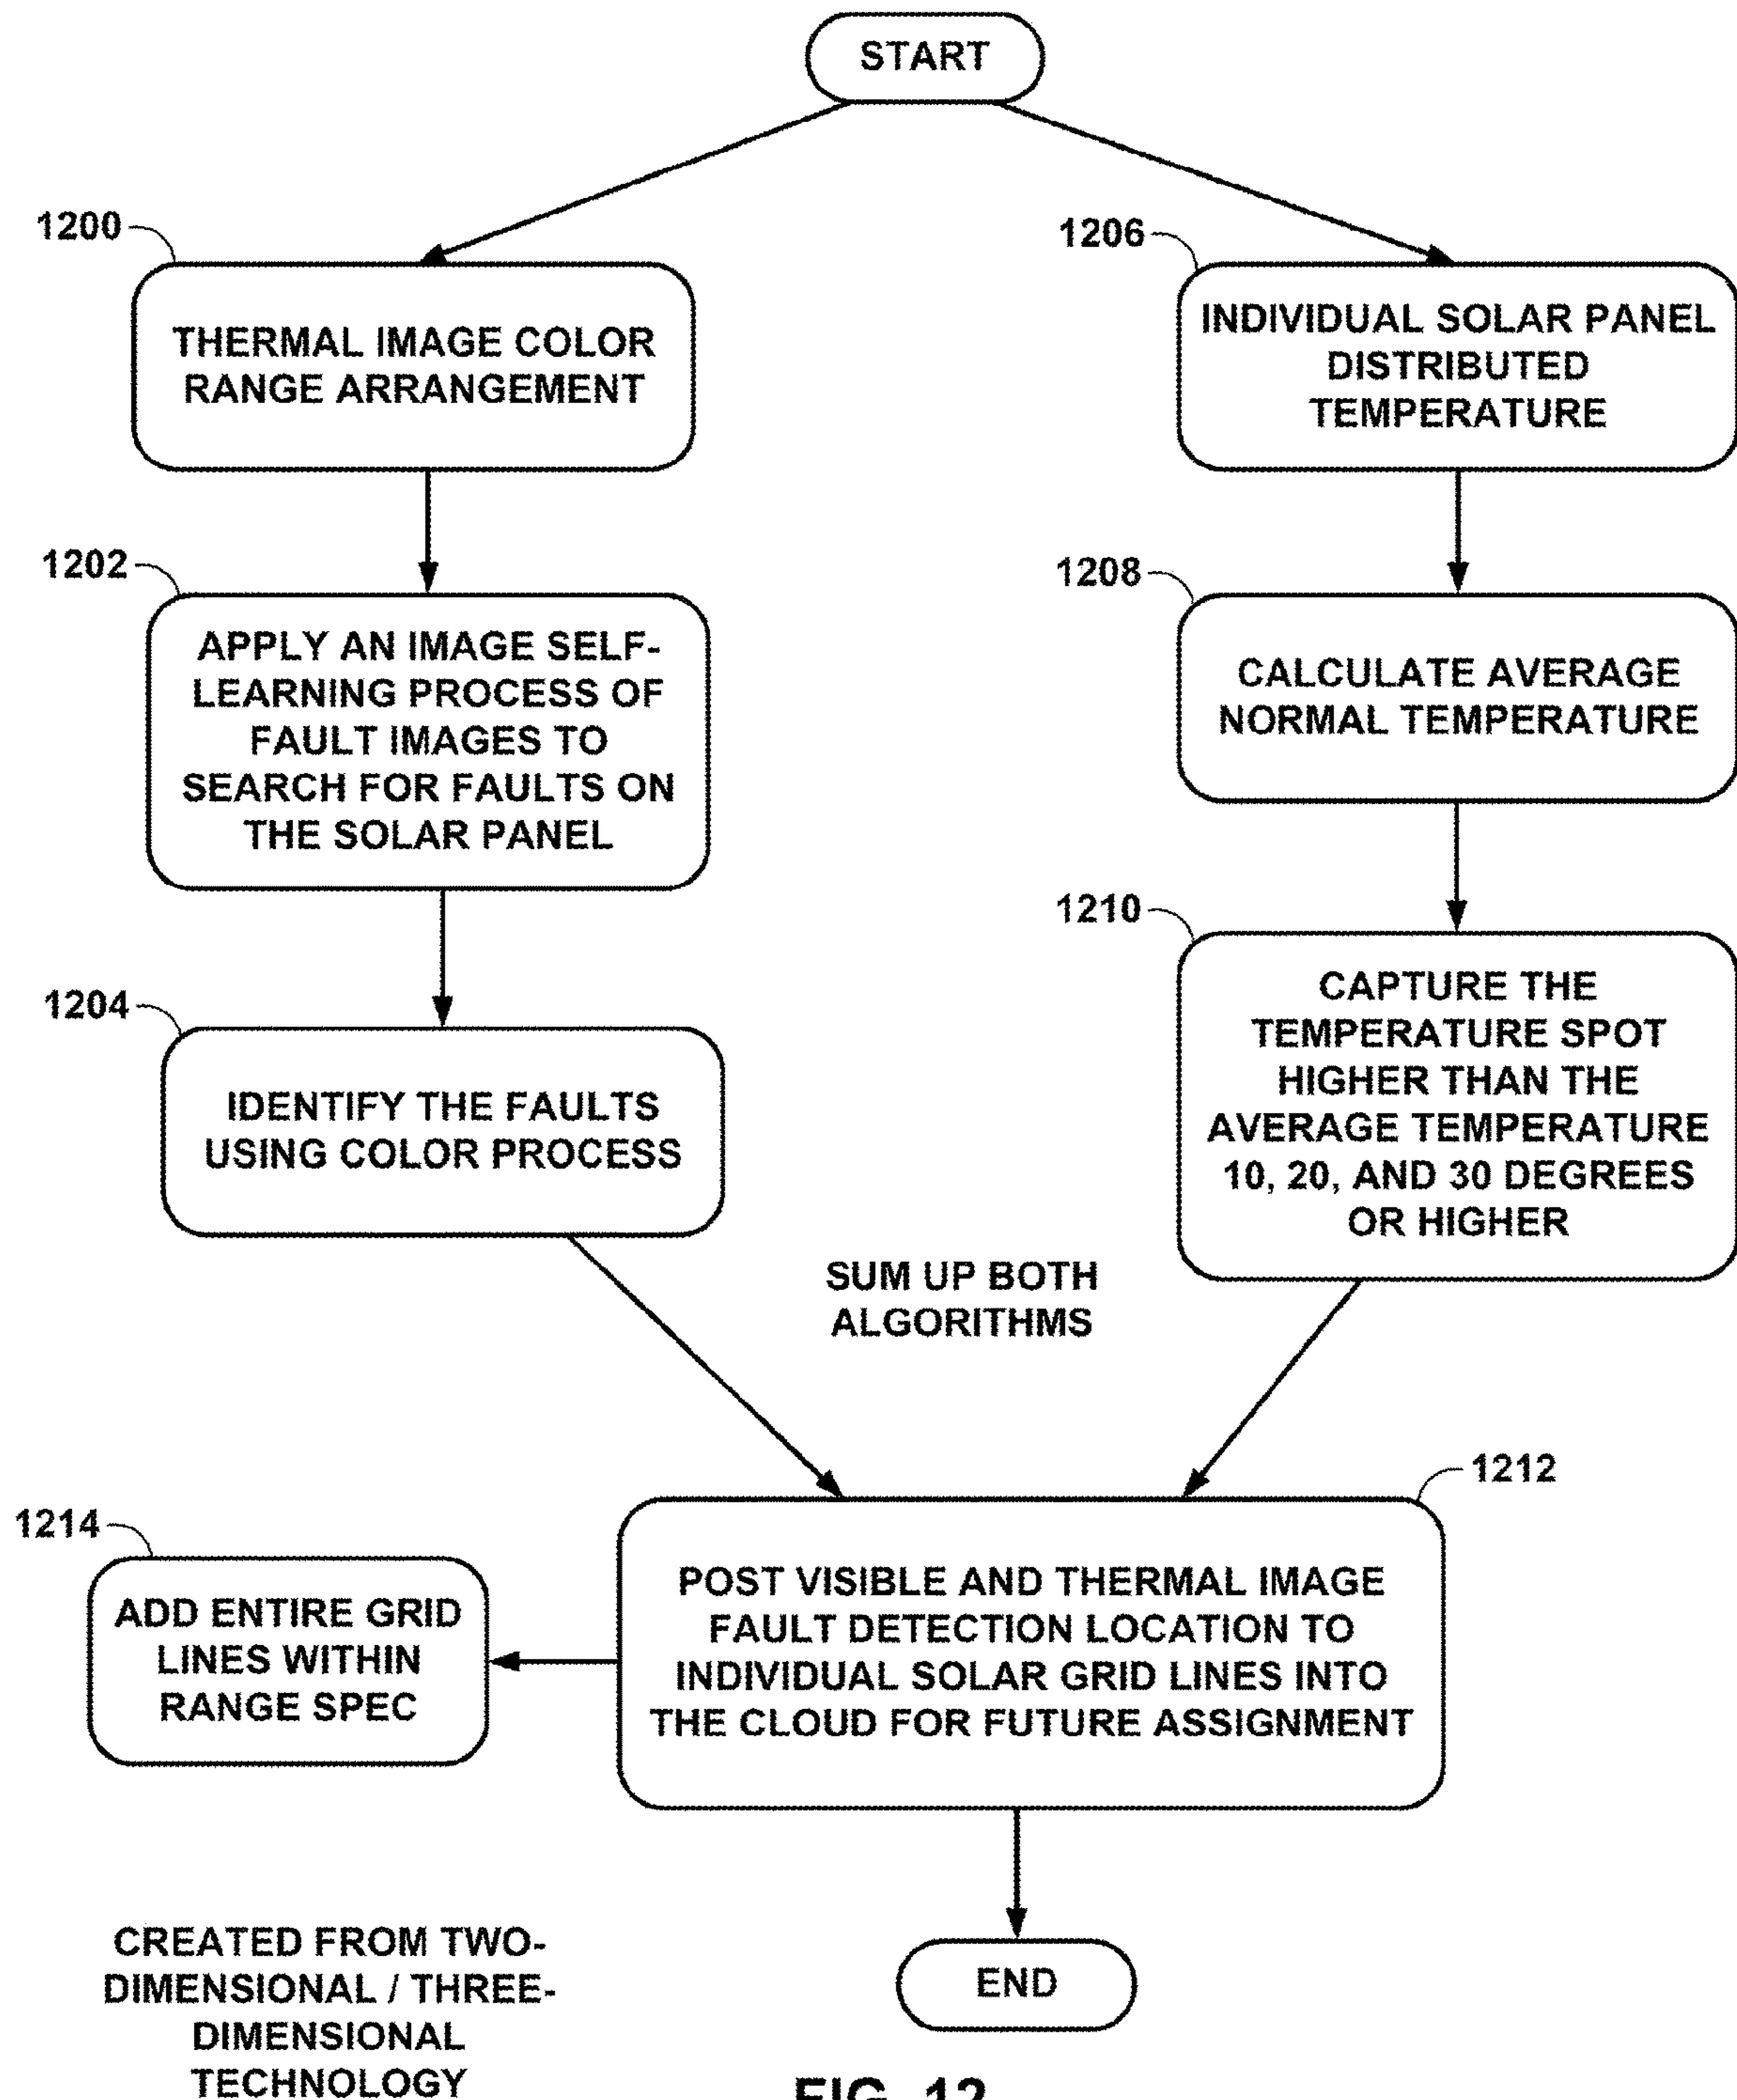 START
1200
THERMAL IMAGE COLOR
RANGE ARRANGEMENT
1206
INDIVIDUAL SOLAR PANEL
DISTRIBUTED
TEMPERATURE
1202
APPLY AN IMAGE SELF-
LEARNING PROCESS OF
FAULT IMAGES TO
SEARCH FOR FAULTS ON
THE SOLAR PANEL
1208
CALCULATE AVERAGE
NORMAL TEMPERATURE
1204
IDENTIFY THE FAULTS
USING COLOR PROCESS
1210
CAPTURE THE
TEMPERATURE SPOT
HIGHER THAN THE
AVERAGE TEMPERATURE
10, 20, AND 30 DEGREES
OR HIGHER
SUM UP BOTH
ALGORITHMS
1212
POST VISIBLE AND THERMAL IMAGE
FAULT DETECTION LOCATION TO
INDIVIDUAL SOLAR GRID LINES INTO
THE CLOUD FOR FUTURE ASSIGNMENT
1214
ADD ENTIRE GRID
LINES WITHIN
RANGE SPEC
CREATED FROM TWO-
DIMENSIONAL / THREE-
DIMENSIONAL
TECHNOLOGY
END
FIG. 12